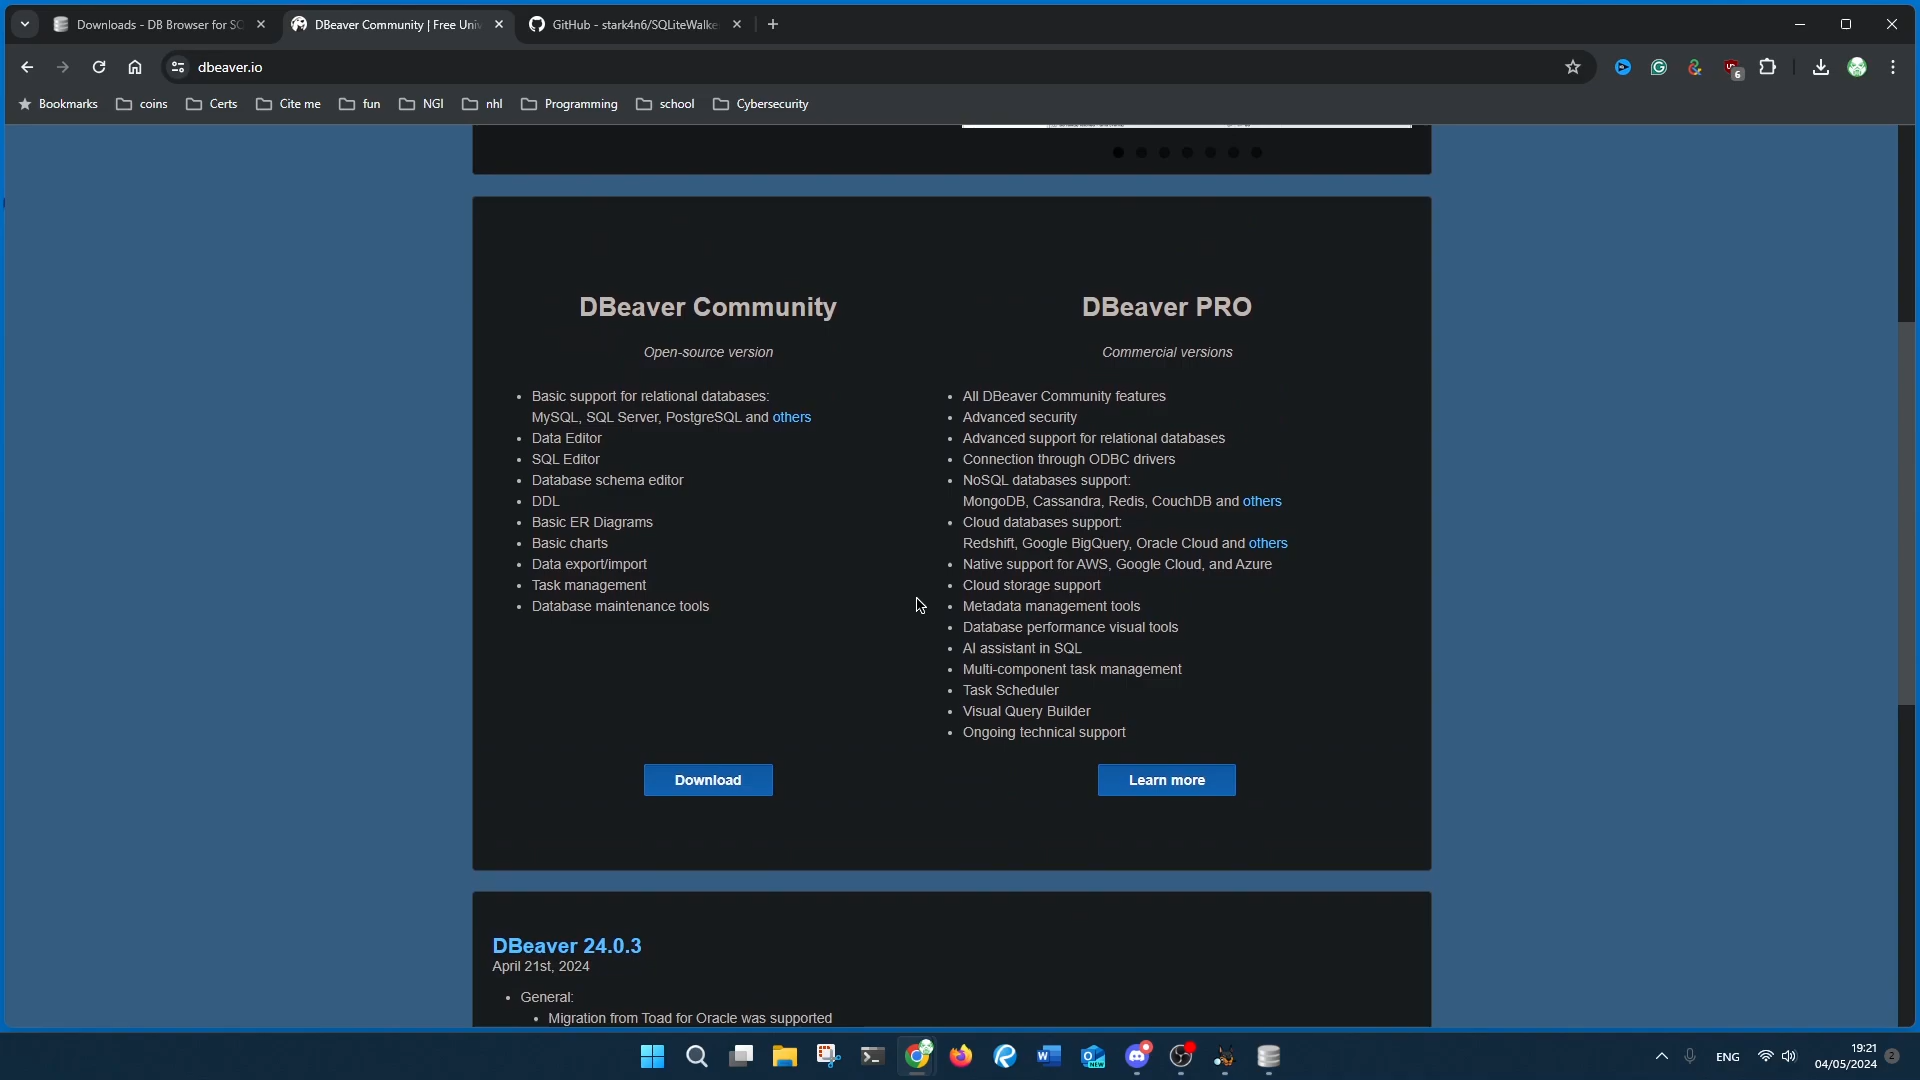 Downloads - DB Browser for SQ
DBeaver Community | Free Univ
GitHub - stark4n6/SQLiteWalke
dbeaver.io
6
Bookmarks
coins
Certs
Cite me
fun
NGI
nhl
Programming
school
Cybersecurity
DBeaver Community
Open-source version
Basic support for relational databases:
MySQL, SQL Server, PostgreSQL and others
Data Editor
SQL Editor
Database schema editor
DDL
Basic ER Diagrams
Basic charts
Data export/import
Task management
Database maintenance tools
Download
DBeaver PRO
Commercial versions
All DBeaver Community features
Advanced security
Advanced support for relational databases
Connection through ODBC drivers
NoSQL databases support:
MongoDB, Cassandra, Redis, CouchDB and others
Cloud databases support:
Redshift, Google BigQuery, Oracle Cloud and others
Native support for AWS, Google Cloud, and Azure
Cloud storage support
Metadata management tools
Database performance visual tools
AI assistant in SQL
Multi-component task management
Task Scheduler
Visual Query Builder
Ongoing technical support
Learn more
DBeaver 24.0.3
April 21st, 2024
General:
Migration from Toad for Oracle was supported
ENG
19:21
04/05/2024
2